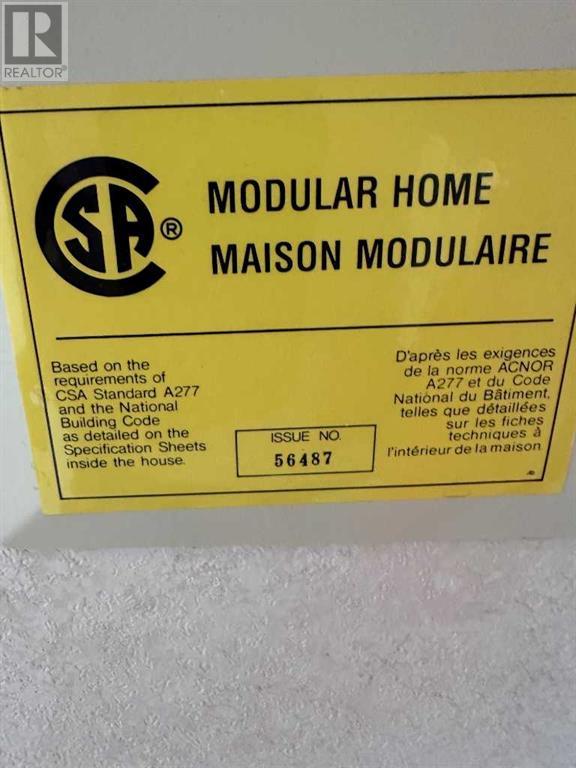 R
REALTOR®
CSA®
MODULAR HOME
MAISON MODULAIRE
Based on the
requirements of
CSA Standard A277
and the National
Building Code
as detailed on the
Specification Sheets
inside the house.
ISSUE NO.
56487
D'après les exigences
de la norme ACNOR
A277 et du Code
National du Bâtiment,
telles que détaillées
sur les fiches
techniques à
l'intérieur de la maison